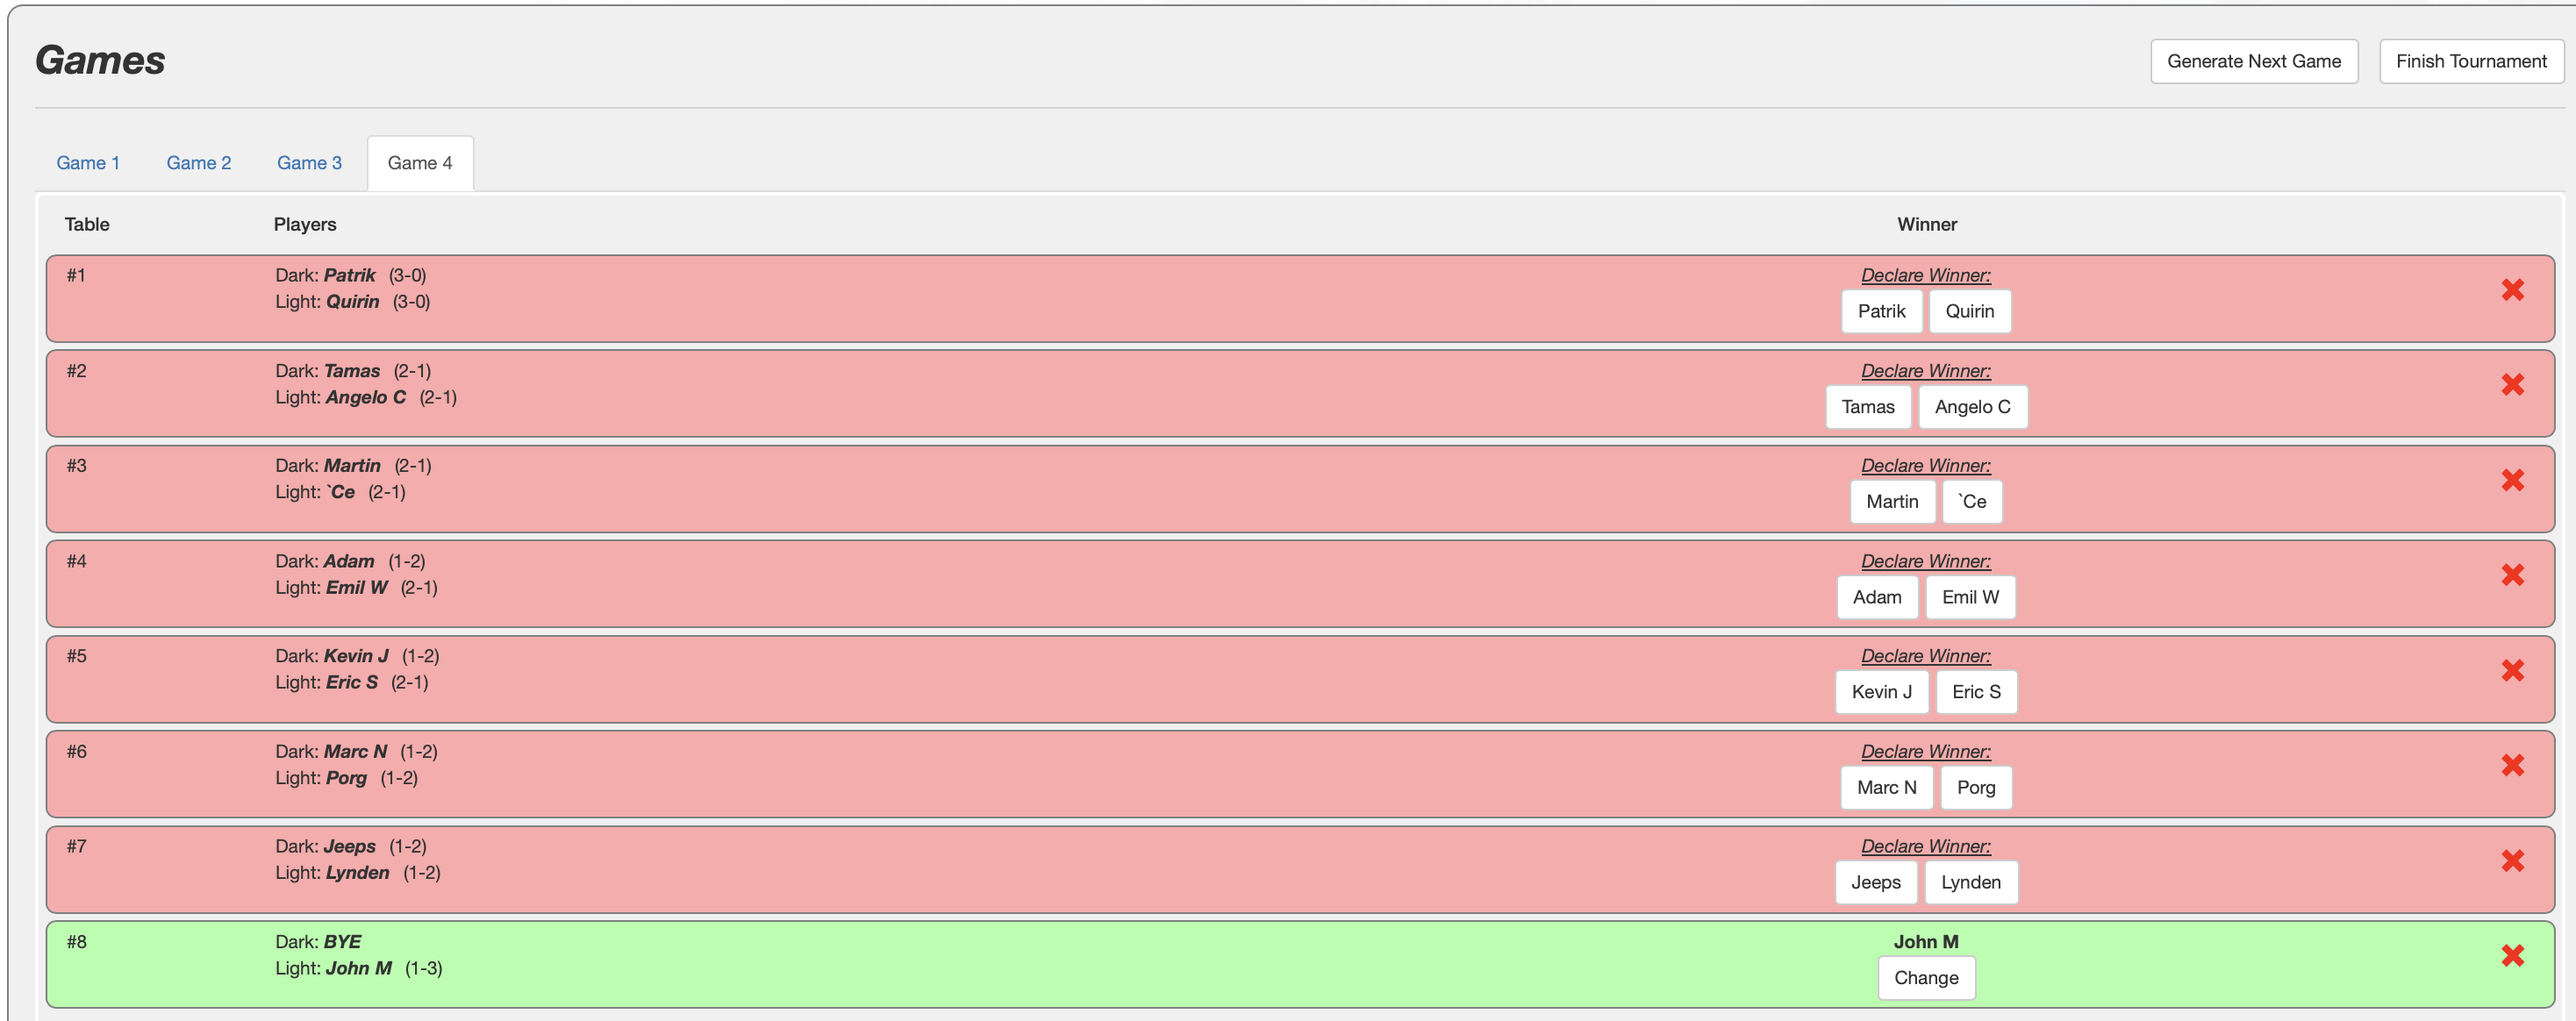 Games
Generate Next Game Finish Tournament
Game 1 Game 2 Game 3 Game 4
Table Players Winner
#1 Dark: Patrik (3-0) Declare Winner:
Light: Quirin (3-0)
Patrik Quirin
#2 Dark: Tamas (2-1) Declare Winner:
Light: Angelo C (2-1)
Tamas Angelo C
#3 Dark: Martin (2-1) Declare Winner:
Light: `Ce (2-1)
Martin `Ce
#4 Dark: Adam (1-2) Declare Winner:
Light: Emil W (2-1)
Adam Emil W
#5 Dark: Kevin J (1-2) Declare Winner:
Light: Eric S (2-1)
Kevin J Eric S
#6 Dark: Marc N (1-2) Declare Winner:
Light: Porg (1-2)
Marc N Porg
#7 Dark: Jeeps (1-2) Declare Winner:
Light: Lynden (1-2)
Jeeps Lynden
#8 Dark: BYE John M
Light: John M (1-3)
Change